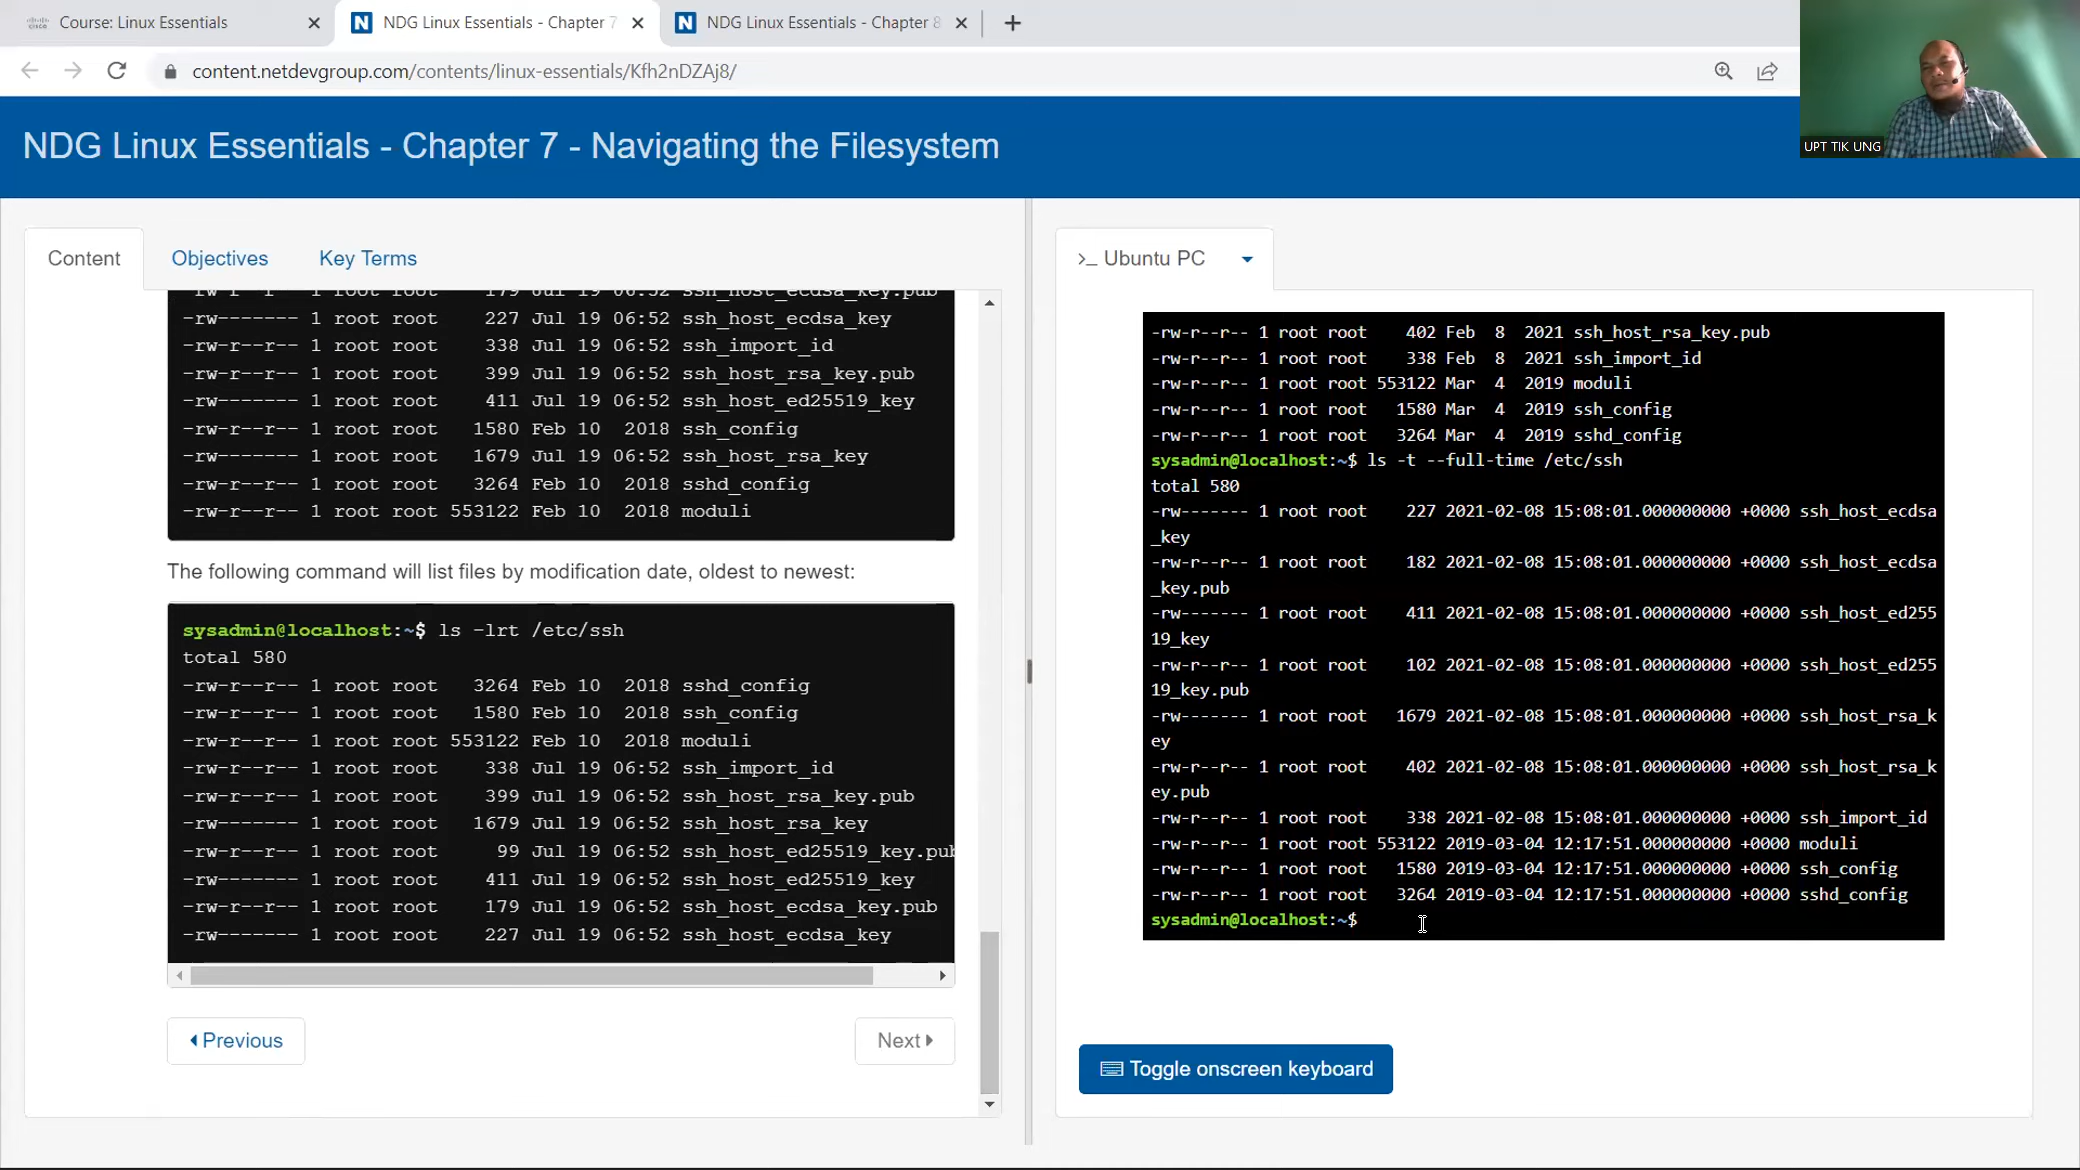 Course: Linux Essentials
NDG Linux Essentials - Chapter 7
NDG Linux Essentials - Chapter 8
content.netdevgroup.com/contents/linux-essentials/Kfh2nDZAj8/
UPT TIK UNG
NDG Linux Essentials - Chapter 7 - Navigating the Filesystem
Content
Objectives
Key Terms
-rw-r--r-- 1 root root 179 Jul 19 06:52 ssh_host_ecdsa_key.pub
-rw------- 1 root root 227 Jul 19 06:52 ssh_host_ecdsa_key
-rw-r--r-- 1 root root 338 Jul 19 06:52 ssh_import_id
-rw-r--r-- 1 root root 399 Jul 19 06:52 ssh_host_rsa_key.pub
-rw------- 1 root root 411 Jul 19 06:52 ssh_host_ed25519_key
-rw-r--r-- 1 root root 1580 Feb 10 2018 ssh_config
-rw------- 1 root root 1679 Jul 19 06:52 ssh_host_rsa_key
-rw-r--r-- 1 root root 3264 Feb 10 2018 sshd_config
-rw-r--r-- 1 root root 553122 Feb 10 2018 moduli
The following command will list files by modification date, oldest to newest:
sysadmin@localhost:~$ ls -lrt /etc/ssh
total 580
-rw-r--r-- 1 root root 3264 Feb 10 2018 sshd_config
-rw-r--r-- 1 root root 1580 Feb 10 2018 ssh_config
-rw-r--r-- 1 root root 553122 Feb 10 2018 moduli
-rw-r--r-- 1 root root 338 Jul 19 06:52 ssh_import_id
-rw-r--r-- 1 root root 399 Jul 19 06:52 ssh_host_rsa_key.pub
-rw------- 1 root root 1679 Jul 19 06:52 ssh_host_rsa_key
-rw-r--r-- 1 root root 99 Jul 19 06:52 ssh_host_ed25519_key.pub
-rw------- 1 root root 411 Jul 19 06:52 ssh_host_ed25519_key
-rw-r--r-- 1 root root 179 Jul 19 06:52 ssh_host_ecdsa_key.pub
-rw------- 1 root root 227 Jul 19 06:52 ssh_host_ecdsa_key
Previous
Next
>_ Ubuntu PC
-rw-r--r-- 1 root root 402 Feb 8 2021 ssh_host_rsa_key.pub
-rw-r--r-- 1 root root 338 Feb 8 2021 ssh_import_id
-rw-r--r-- 1 root root 553122 Mar 4 2019 moduli
-rw-r--r-- 1 root root 1580 Mar 4 2019 ssh_config
-rw-r--r-- 1 root root 3264 Mar 4 2019 sshd_config
sysadmin@localhost:~$ ls -t --full-time /etc/ssh
total 580
-rw------- 1 root root 227 2021-02-08 15:08:01.000000000 +0000 ssh_host_ecdsa
_key
-rw-r--r-- 1 root root 182 2021-02-08 15:08:01.000000000 +0000 ssh_host_ecdsa
_key.pub
-rw------- 1 root root 411 2021-02-08 15:08:01.000000000 +0000 ssh_host_ed255
19_key
-rw-r--r-- 1 root root 102 2021-02-08 15:08:01.000000000 +0000 ssh_host_ed255
19_key.pub
-rw------- 1 root root 1679 2021-02-08 15:08:01.000000000 +0000 ssh_host_rsa_k
ey
-rw-r--r-- 1 root root 402 2021-02-08 15:08:01.000000000 +0000 ssh_host_rsa_k
ey.pub
-rw-r--r-- 1 root root 338 2021-02-08 15:08:01.000000000 +0000 ssh_import_id
-rw-r--r-- 1 root root 553122 2019-03-04 12:17:51.000000000 +0000 moduli
-rw-r--r-- 1 root root 1580 2019-03-04 12:17:51.000000000 +0000 ssh_config
-rw-r--r-- 1 root root 3264 2019-03-04 12:17:51.000000000 +0000 sshd_config
sysadmin@localhost:~$
Toggle onscreen keyboard